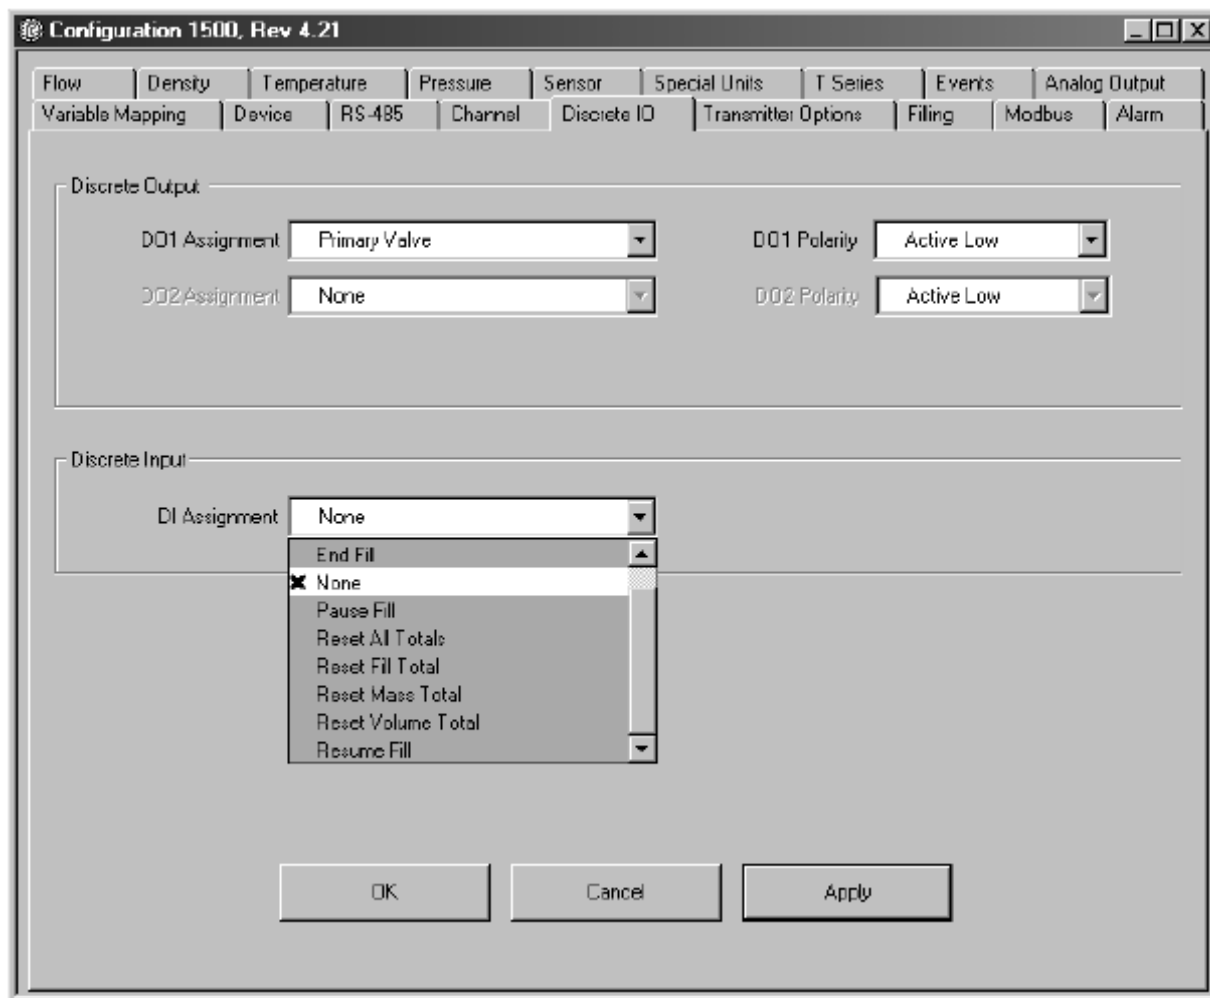 Configuration 1500, Rev 4.21
Flow Density Temperature Pressure Sensor Special Units T Series Events Analog Output
Variable Mapping Device RS-485 Channel Discrete IO Transmitter Options Filling Modbus Alarm
Discrete Output
DO1 Assignment Primary Valve DO1 Polarity Active Low
DO2 Assignment None DO2 Polarity Active Low
Discrete Input
DI Assignment None
End Fill
None
Pause Fill
Reset All Totals
Reset Fill Total
Reset Mass Total
Reset Volume Total
Resume Fill
OK Cancel Apply